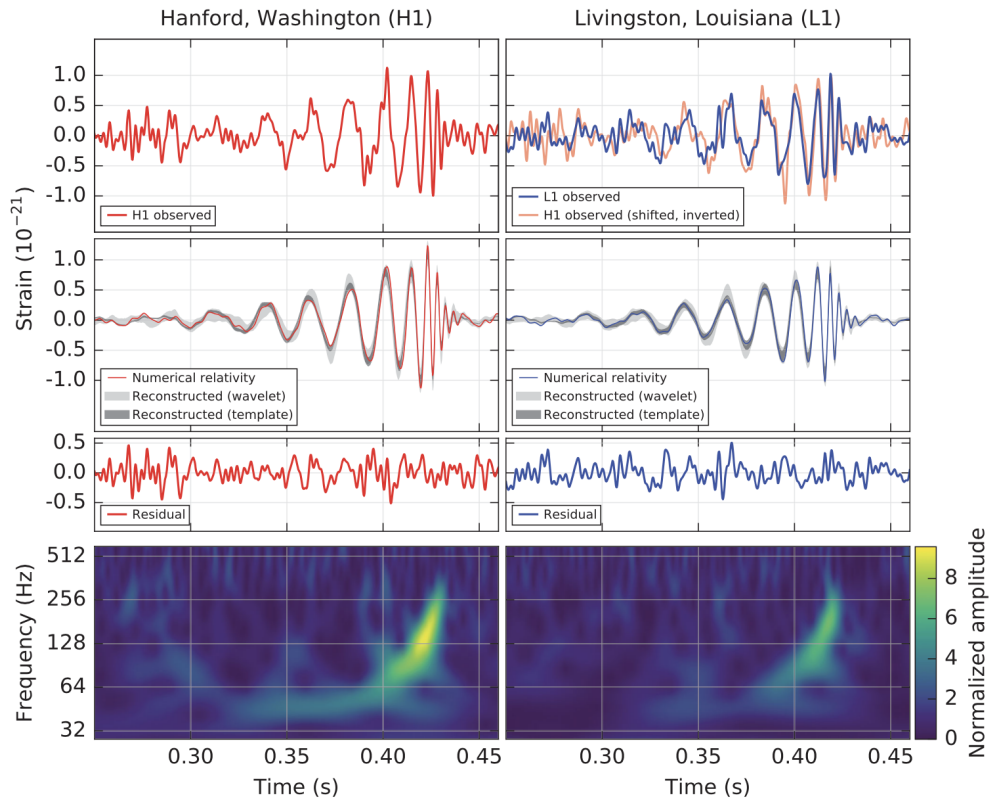 Hanford, Washington (H1)
Livingston, Louisiana (L1)
Strain (10⁻²¹)
1.0
0.5
0.0
-0.5
-1.0
H1 observed
L1 observed
H1 observed (shifted, inverted)
1.0
0.5
0.0
-0.5
-1.0
Numerical relativity
Reconstructed (wavelet)
Reconstructed (template)
Numerical relativity
Reconstructed (wavelet)
Reconstructed (template)
0.5
0.0
-0.5
Residual
Residual
Frequency (Hz)
512
256
128
64
32
8
6
4
2
0
Normalized amplitude
0.30 0.35 0.40 0.45
0.30 0.35 0.40 0.45
Time (s)
Time (s)